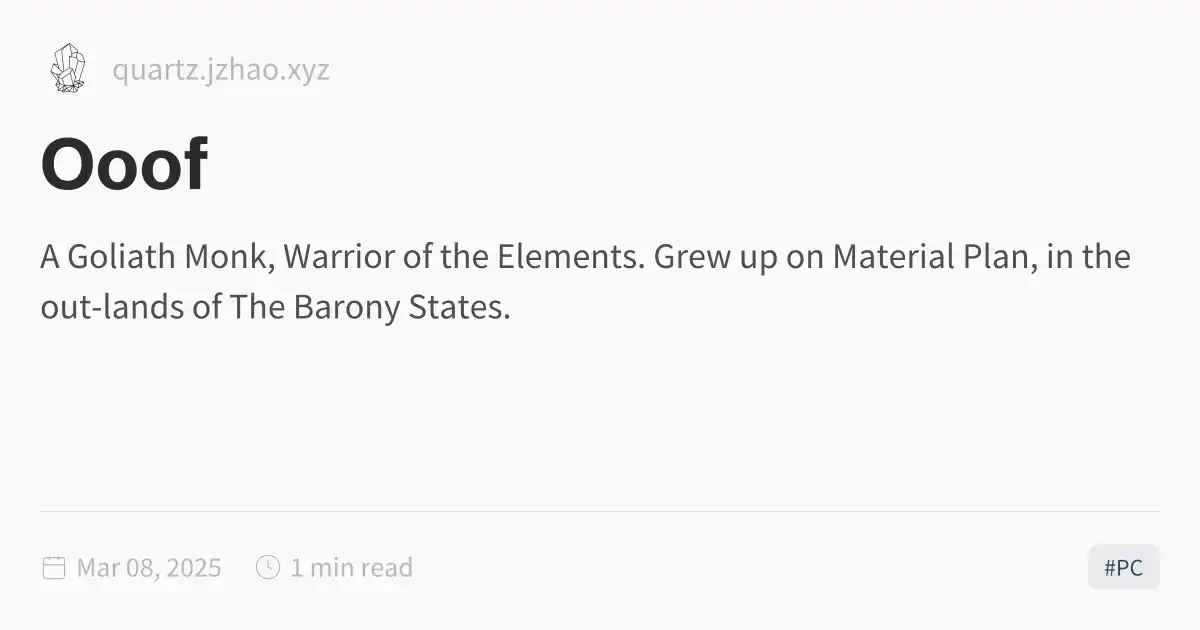 quartz.jzhao.xyz
Ooof
A Goliath Monk, Warrior of the Elements. Grew up on Material Plan, in the
out-lands of The Barony States.
Mar 08, 2025 1 min read
#PC